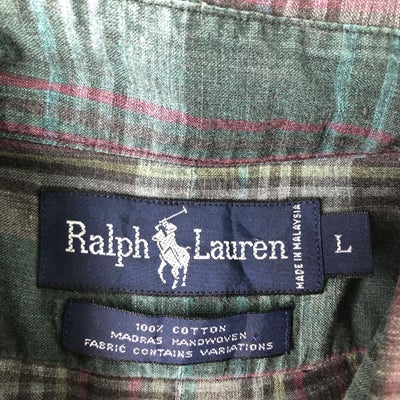 Ralph Lauren
MADE IN MALAYSIA
L
100% COTTON
MADRAS HANDWOVEN
FABRIC CONTAINS VARIATIONS